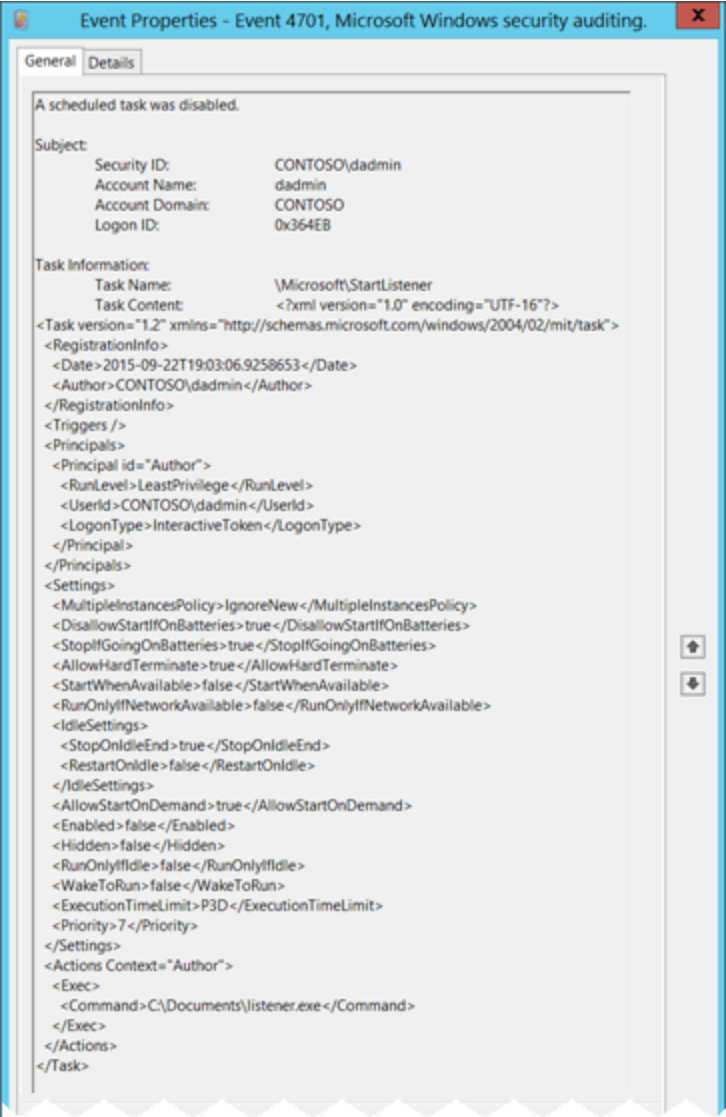 Event Properties - Event 4701, Microsoft Windows security auditing.
x
General Details
A scheduled task was disabled.
Subject:
Security ID: CONTOSO\dadmin
Account Name: dadmin
Account Domain: CONTOSO
Logon ID: 0x364EB
Task Information:
Task Name: \Microsoft\StartListener
Task Content: <?xml version="1.0" encoding="UTF-16"?>
<Task version="1.2" xmlns="http://schemas.microsoft.com/windows/2004/02/mit/task">
<RegistrationInfo>
<Date>2015-09-22T19:03:06.9258653</Date>
<Author>CONTOSO\dadmin</Author>
</RegistrationInfo>
<Triggers />
<Principals>
<Principal id="Author">
<RunLevel>LeastPrivilege</RunLevel>
<UserId>CONTOSO\dadmin</UserId>
<LogonType>InteractiveToken</LogonType>
</Principal>
</Principals>
<Settings>
<MultipleInstancesPolicy>IgnoreNew</MultipleInstancesPolicy>
<DisallowStartIfOnBatteries>true</DisallowStartIfOnBatteries>
<StopIfGoingOnBatteries>true</StopIfGoingOnBatteries>
<AllowHardTerminate>true</AllowHardTerminate>
<StartWhenAvailable>false</StartWhenAvailable>
<RunOnlyIfNetworkAvailable>false</RunOnlyIfNetworkAvailable>
<IdleSettings>
<StopOnIdleEnd>true</StopOnIdleEnd>
<RestartOnIdle>false</RestartOnIdle>
</IdleSettings>
<AllowStartOnDemand>true</AllowStartOnDemand>
<Enabled>false</Enabled>
<Hidden>false</Hidden>
<RunOnlyIfIdle>false</RunOnlyIfIdle>
<WakeToRun>false</WakeToRun>
<ExecutionTimeLimit>P3D</ExecutionTimeLimit>
<Priority>7</Priority>
</Settings>
<Actions Context="Author">
<Exec>
<Command>C:\Documents\listener.exe</Command>
</Exec>
</Actions>
</Task>